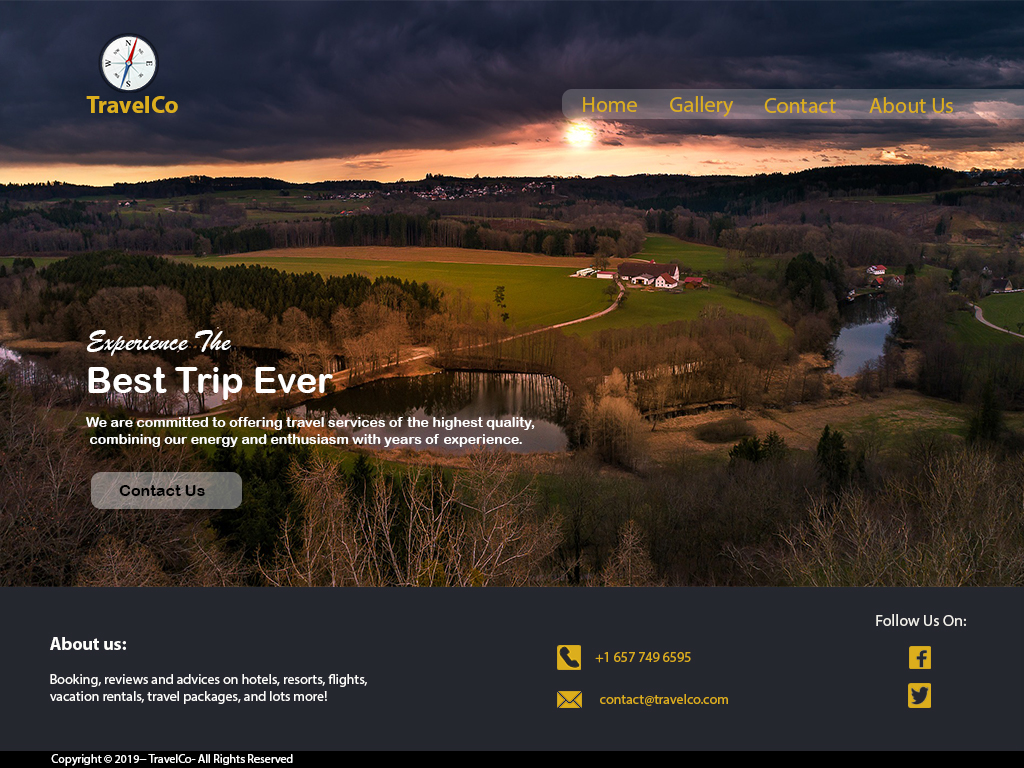 N
E
S
W
TravelCo
Home Gallery Contact About Us
Experience The
Best Trip Ever
We are committed to offering travel services of the highest quality,
combining our energy and enthusiasm with years of experience.
Contact Us
Follow Us On:
About us:
+1 657 749 6595
Booking, reviews and advices on hotels, resorts, flights,
vacation rentals, travel packages, and lots more!
contact@travelco.com
Copyright © 2019– TravelCo- All Rights Reserved